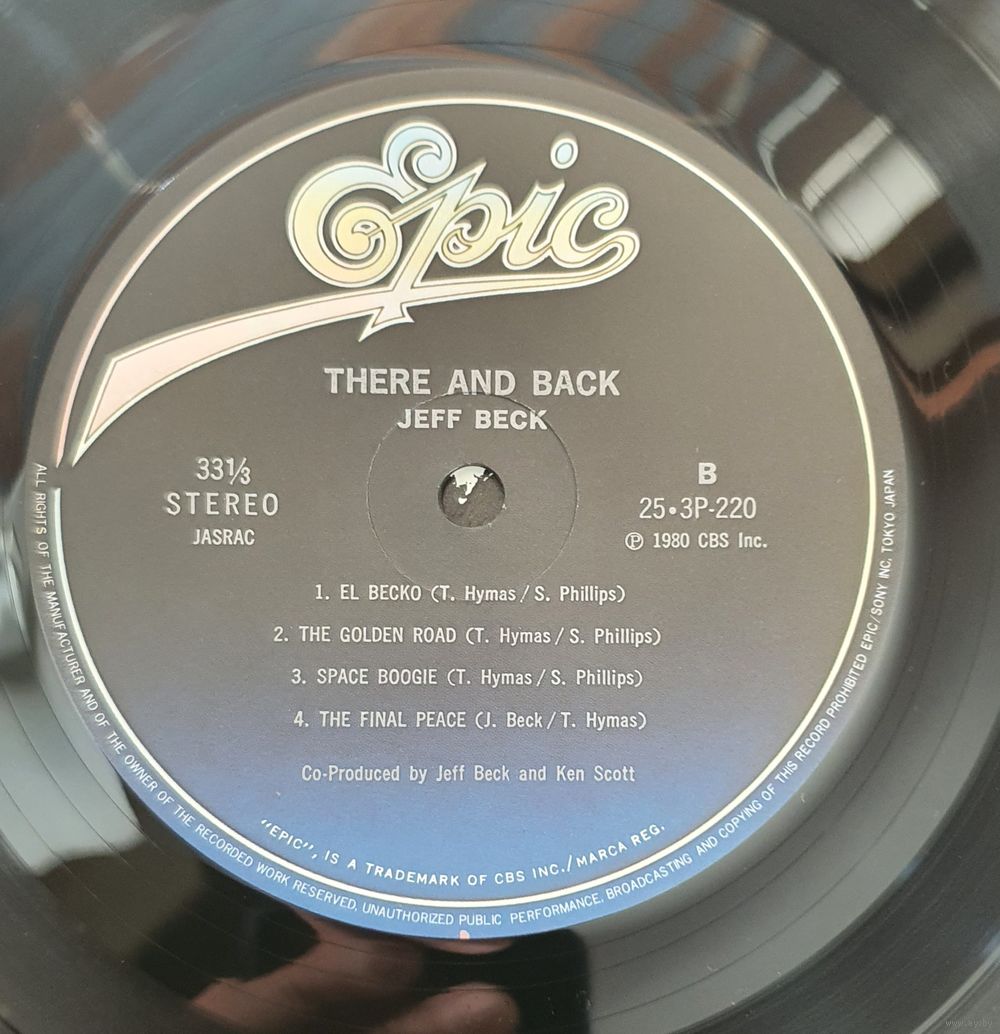 Epic
THERE AND BACK
JEFF BECK
33⅓
STEREO
JASRAC
B
25•3P-220
Ⓟ 1980 CBS Inc.
1. EL BECKO (T. Hymas / S. Phillips)
2. THE GOLDEN ROAD (T. Hymas / S. Phillips)
3. SPACE BOOGIE (T. Hymas / S. Phillips)
4. THE FINAL PEACE (J. Beck / T. Hymas)
Co-Produced by Jeff Beck and Ken Scott
"EPIC", IS A TRADEMARK OF CBS INC./MARCA REG.
ALL RIGHTS OF THE MANUFACTURER AND OF THE OWNER OF THE RECORDED WORK RESERVED. UNAUTHORIZED PUBLIC PERFORMANCE, BROADCASTING AND COPYING OF THIS RECORD PROHIBITED EPIC/SONY INC. TOKYO JAPAN